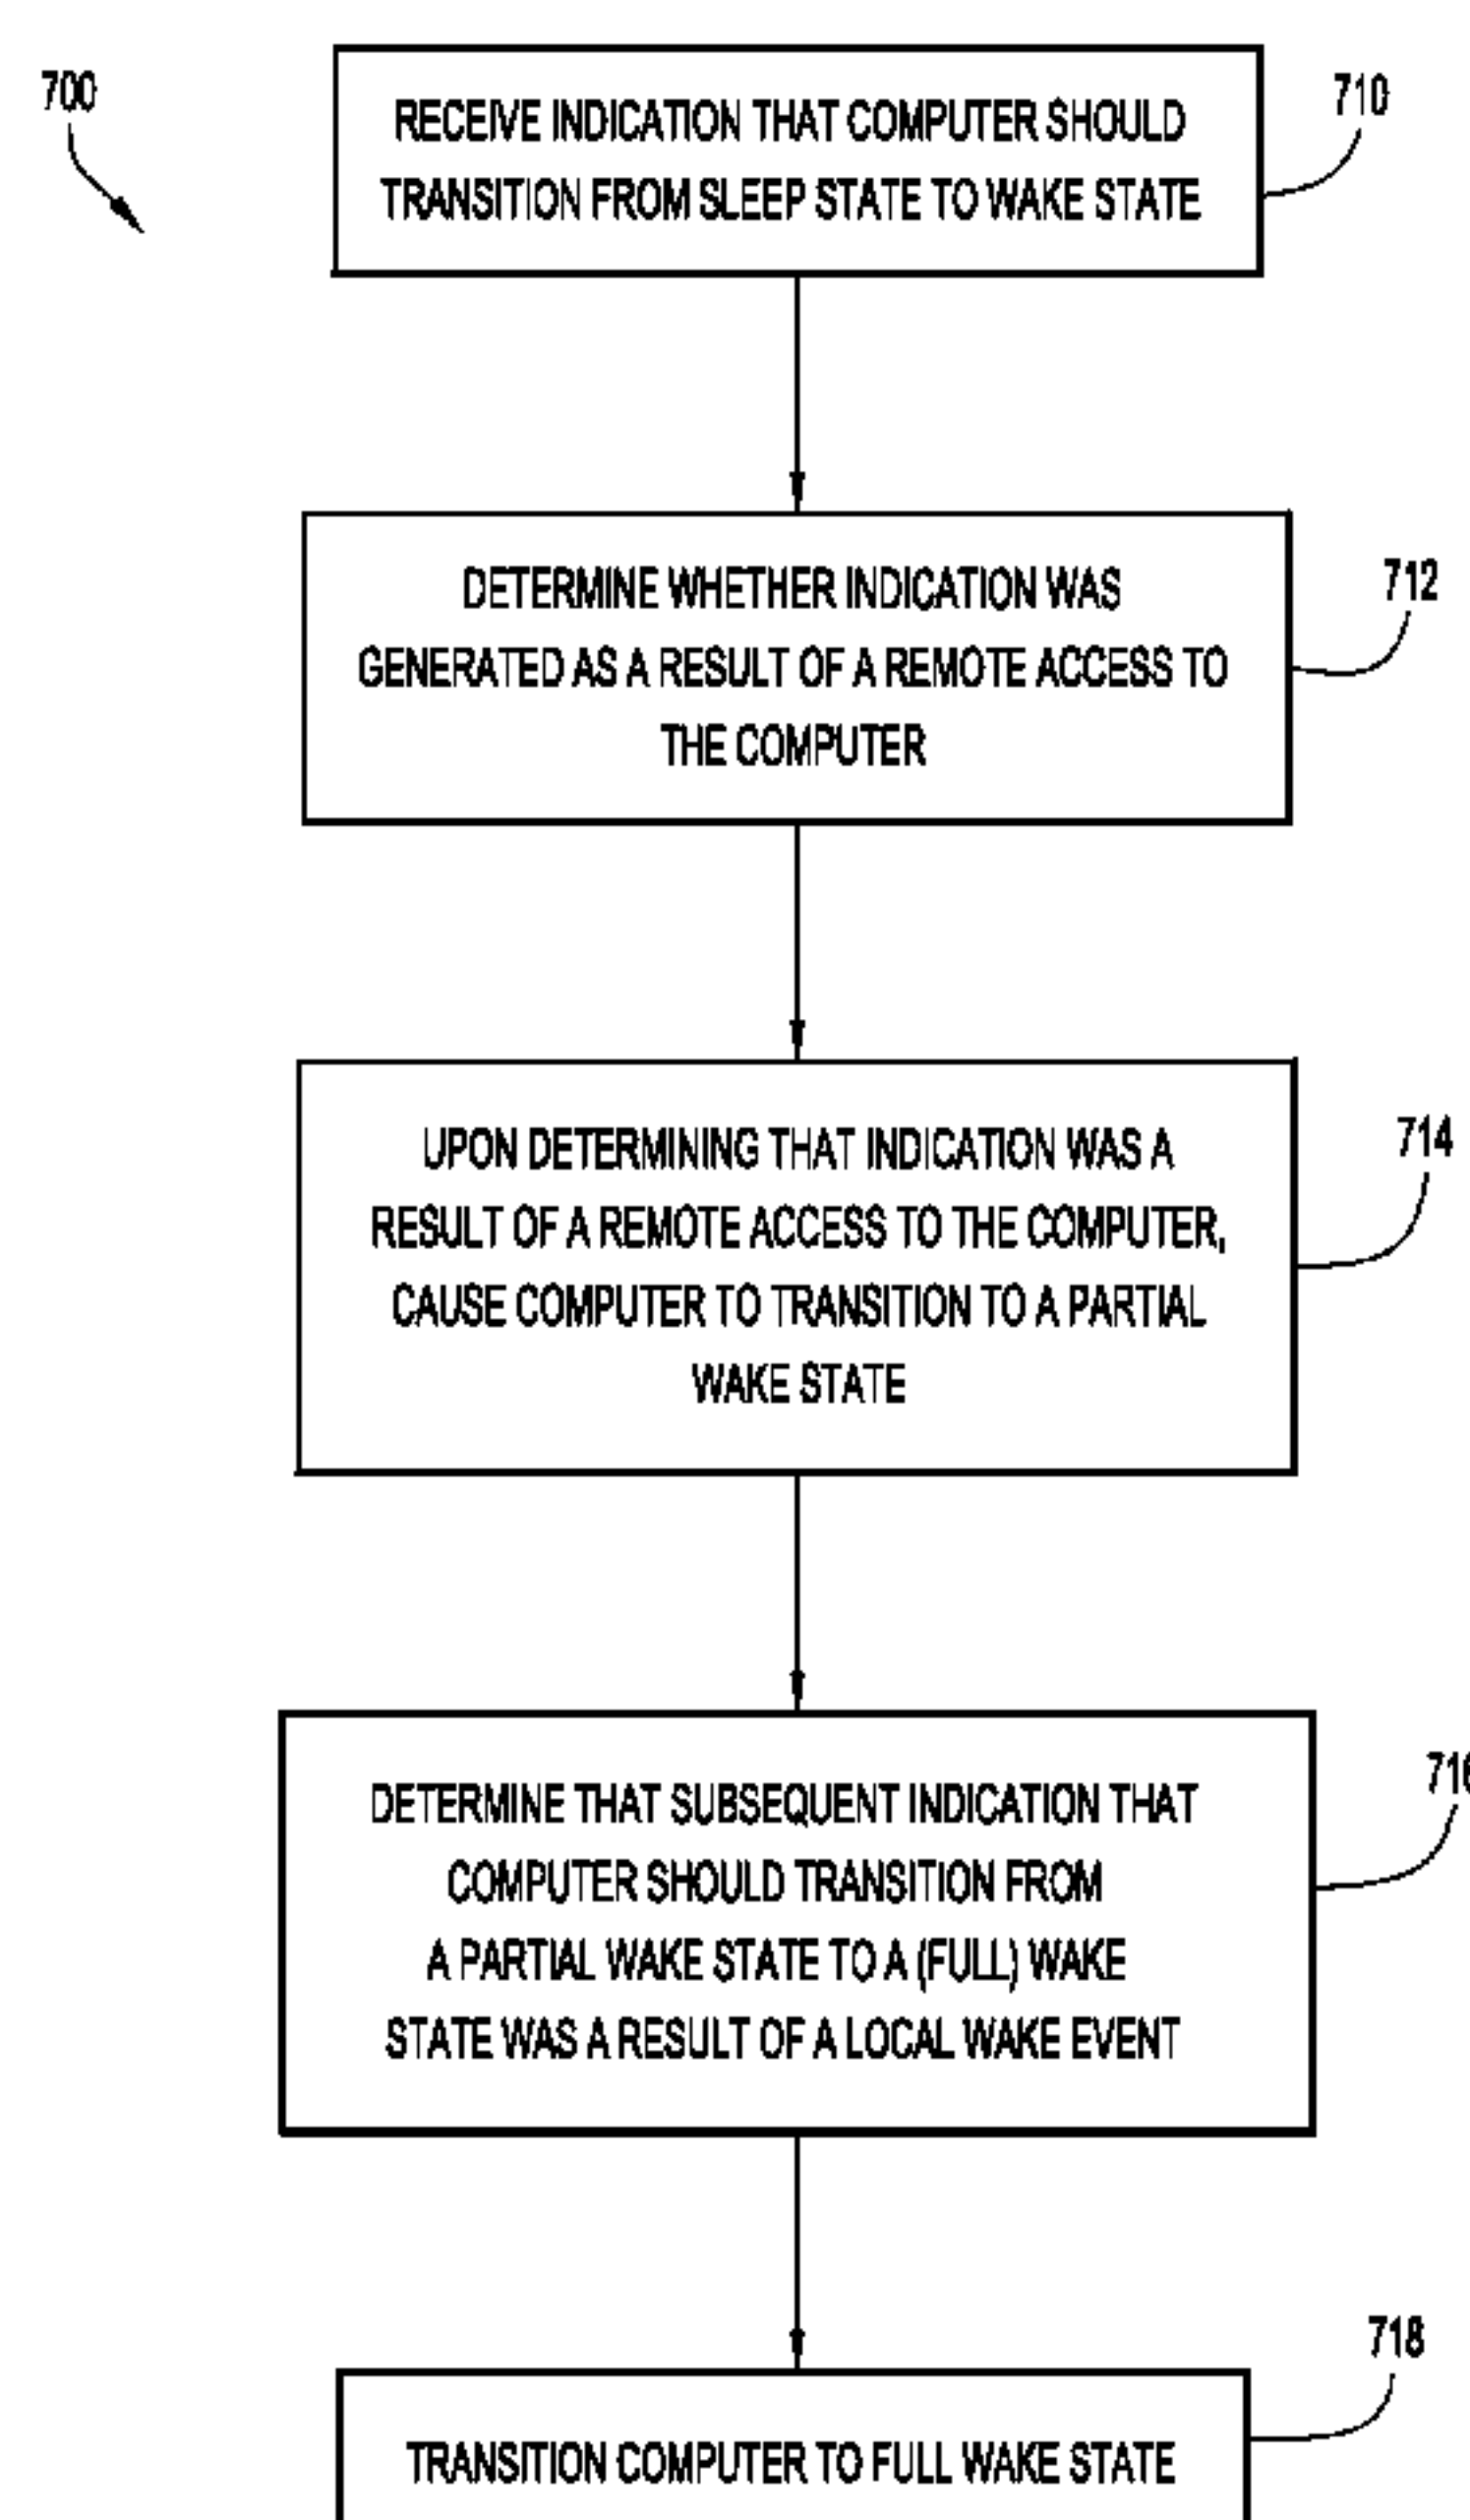 700
RECEIVE INDICATION THAT COMPUTER SHOULD
TRANSITION FROM SLEEP STATE TO WAKE STATE
710
DETERMINE WHETHER INDICATION WAS
GENERATED AS A RESULT OF A REMOTE ACCESS TO
THE COMPUTER
712
UPON DETERMINING THAT INDICATION WAS A
RESULT OF A REMOTE ACCESS TO THE COMPUTER,
CAUSE COMPUTER TO TRANSITION TO A PARTIAL
WAKE STATE
714
DETERMINE THAT SUBSEQUENT INDICATION THAT
COMPUTER SHOULD TRANSITION FROM
A PARTIAL WAKE STATE TO A (FULL) WAKE
STATE WAS A RESULT OF A LOCAL WAKE EVENT
718
TRANSITION COMPUTER TO FULL WAKE STATE